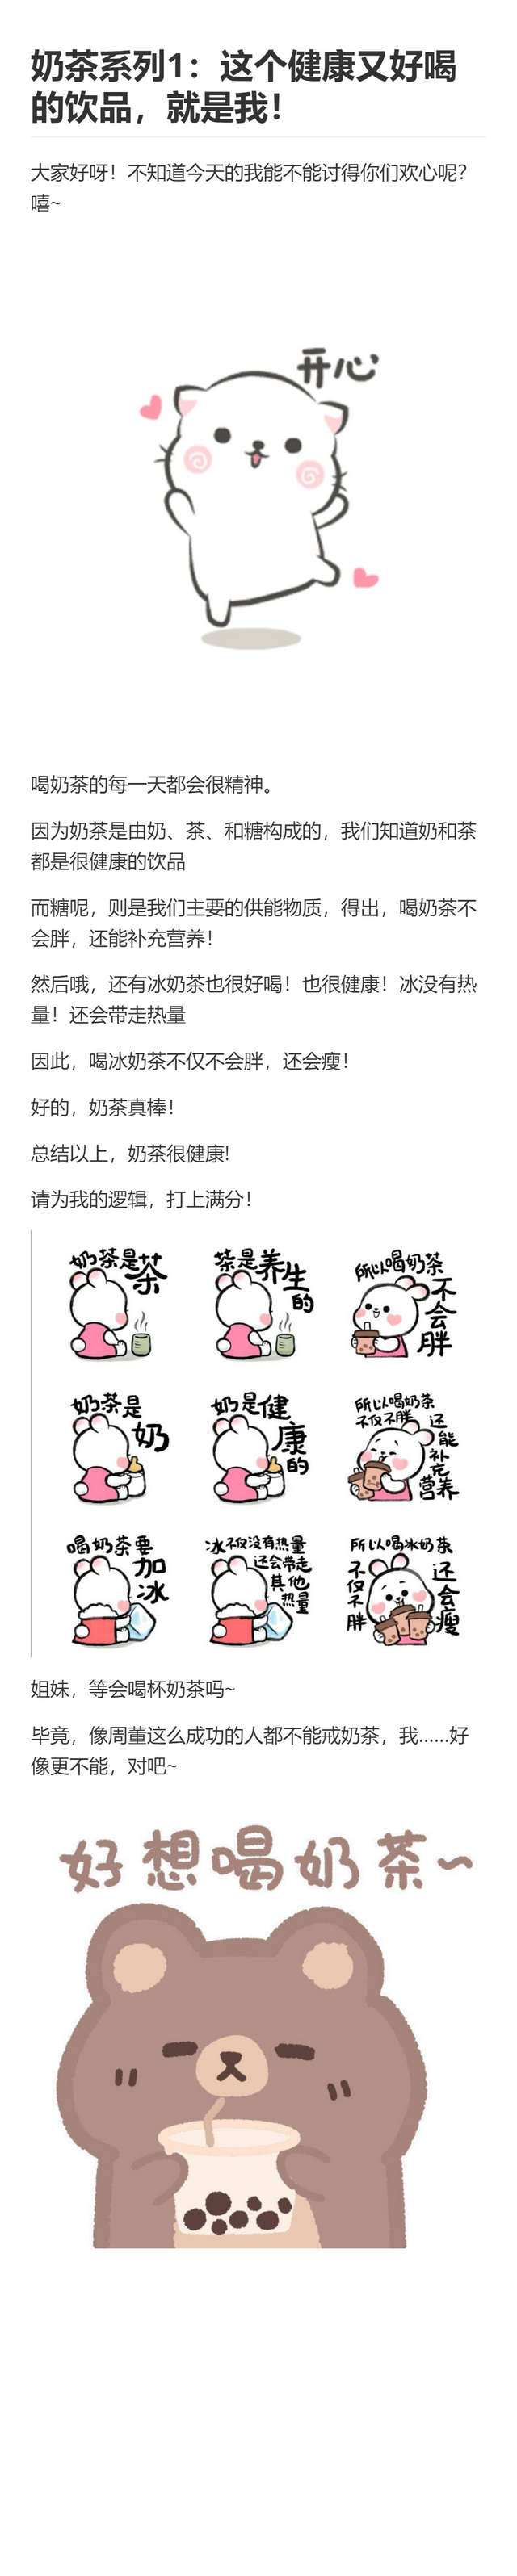 奶茶系列1：这个健康又好喝
的饮品，就是我！
大家好呀！不知道今天的我能不能讨得你们欢心呢？
嘻~
开心
喝奶茶的每一天都会很精神。
因为奶茶是由奶、茶、和糖构成的，我们知道奶和茶
都是很健康的饮品
而糖呢，则是我们主要的供能物质，得出，喝奶茶不
会胖，还能补充营养！
然后哦，还有冰奶茶也很好喝！也很健康！冰没有热
量！还会带走热量
因此，喝冰奶茶不仅不会胖，还会瘦！
好的，奶茶真棒！
总结以上，奶茶很健康!
请为我的逻辑，打上满分！
奶茶是茶
茶是养生的
所以喝奶茶不会胖
奶茶是奶
奶是健康的
所以喝奶茶
不仅不胖 还能补充营养
喝奶茶要加冰
冰不仅没有热量
还会带走
其他
热量
所以喝冰奶茶
不仅不胖
还会瘦
姐妹，等会喝杯奶茶吗~
毕竟，像周董这么成功的人都不能戒奶茶，我......好
像更不能，对吧~
好想喝奶茶~